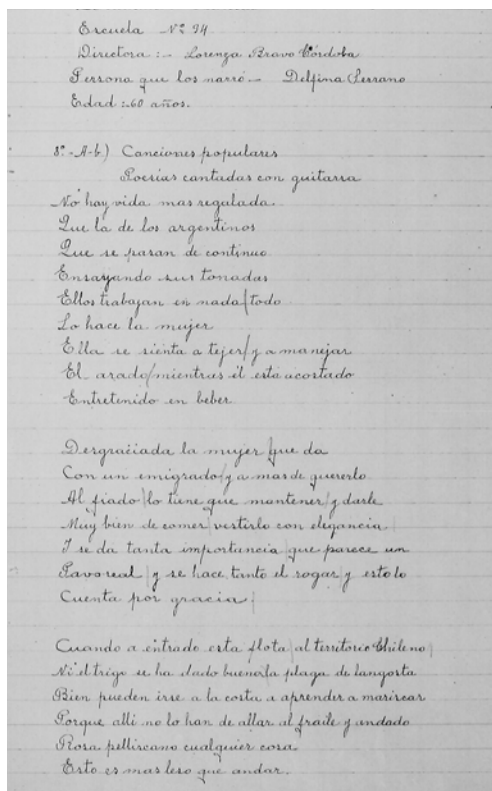 Escuela Nº 94
Directora :- Lorenza Bravo Córdoba
Persona que los narró.- Delfina Serrano
Edad :-60 años.
8º.-A-b) Canciones populares
Poesías cantadas con guitarra
No hay vida mas regalada.
Que la de los argentinos
Que se pasan de continuo
Ensayando sus tonadas
Ellos trabajan en nada/todo
Lo hace la mujer
Ella se sienta a tejer/y a manejar
El arado/mientras él está acostado
Entretenido en beber
Desgraciada la mujer/que da
Con un emigrado/y a mas de quererlo
Al fiado/lo tiene que mantener/y darle
Muy bien de comer/vestirlo con elegancia/
I se da tanta importancia/que parece un
Pavoreal/y se hace tanto el rogar/y esto lo
Cuenta por gracia/
Cuando a entrado esta flota/al territorio Chileno/
Ni el trigo se ha dado bueno/la plaga de langosta
Bien pueden irse a la costa a aprender a mariscar
Porque alli no lo han de allar al fraile y andado
Rosa pelliscano cualquier cosa
Esto es mas leso que andar.